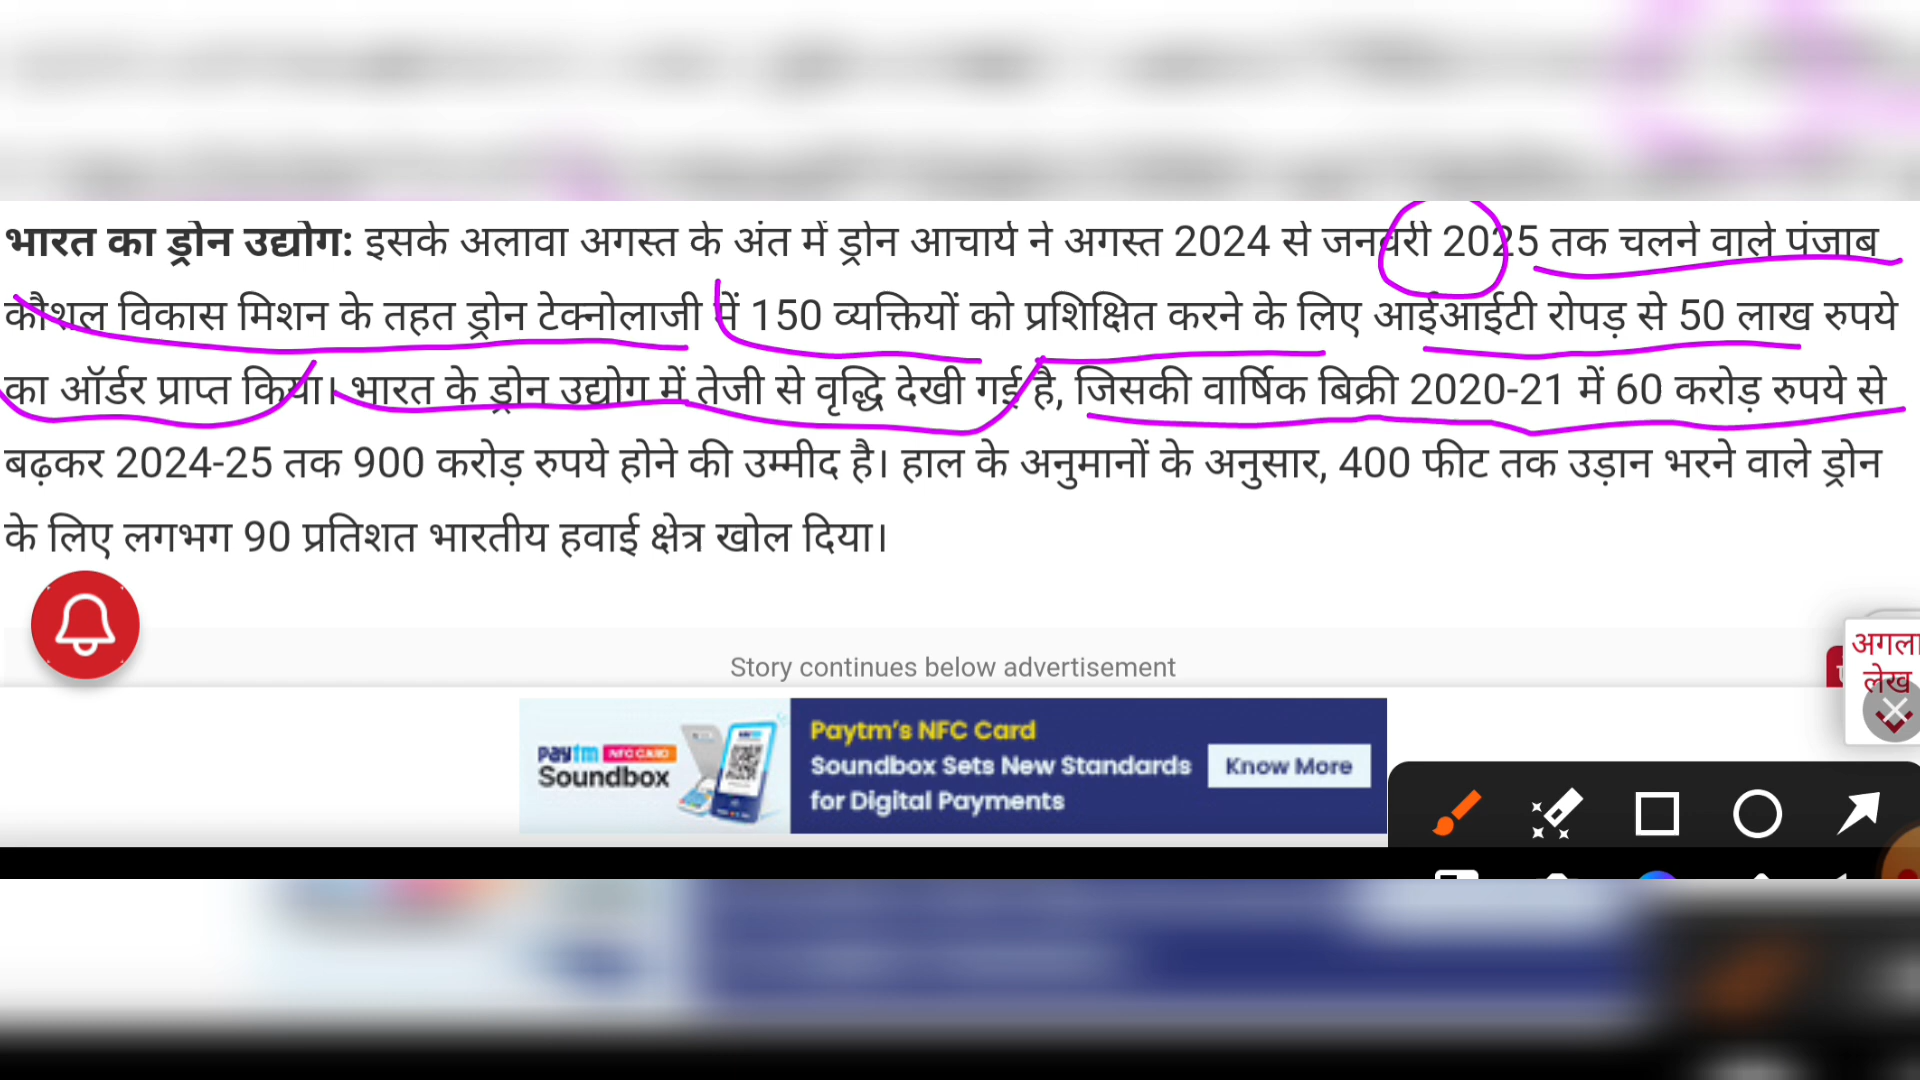 भारत का ड्रोन उद्योग: इसके अलावा अगस्त के अंत में ड्रोन आचार्य ने अगस्त 2024 से जनवरी 2025 तक चलने वाले पंजाब
कौशल विकास मिशन के तहत ड्रोन टेक्नोलाजी में 150 व्यक्तियों को प्रशिक्षित करने के लिए आईआईटी रोपड़ से 50 लाख रुपये
का ऑर्डर प्राप्त किया। भारत के ड्रोन उद्योग में तेजी से वृद्धि देखी गई है, जिसकी वार्षिक बिक्री 2020-21 में 60 करोड़ रुपये से
बढ़कर 2024-25 तक 900 करोड़ रुपये होने की उम्मीद है। हाल के अनुमानों के अनुसार, 400 फीट तक उड़ान भरने वाले ड्रोन
के लिए लगभग 90 प्रतिशत भारतीय हवाई क्षेत्र खोल दिया।
अगला
लेख
Story continues below advertisement
paytm NFC CARD
Soundbox
Paytm's NFC Card
Soundbox Sets New Standards
for Digital Payments
Know More